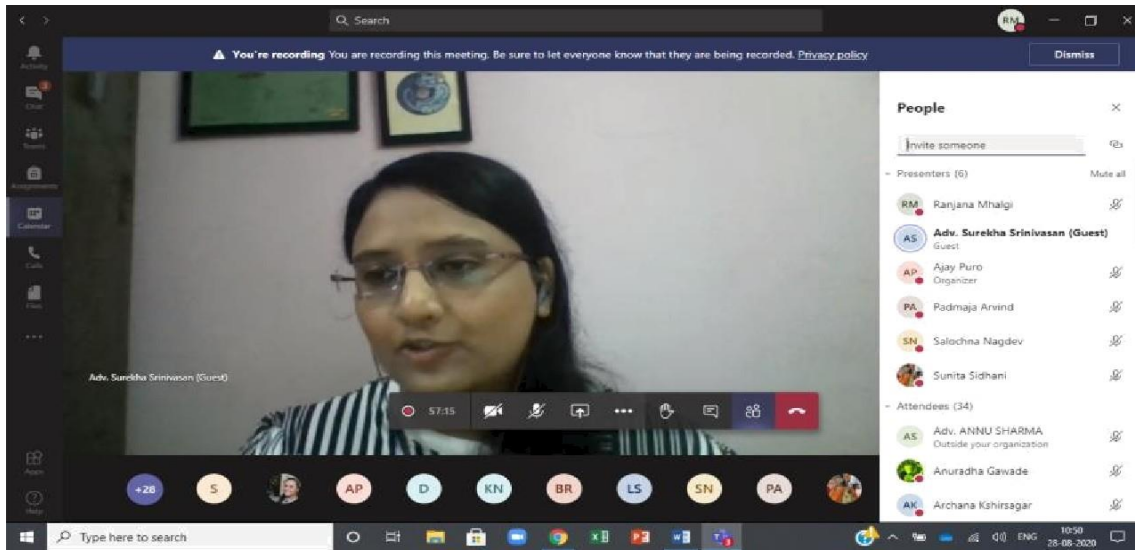 Search
RM
You're recording You are recording this meeting. Be sure to let everyone know that they are being recorded. Privacy policy
Dismiss
Activity
3
Chat
Teams
Assignments
Calendar
Calls
Files
Apps
Help
People
Invite someone
Presenters (6)
Mute all
RM Ranjana Mhalgi
AS Adv. Surekha Srinivasan (Guest)
Guest
AP Ajay Puro
Organizer
PA Padmaja Arvind
SN Salochna Nagdev
Sunita Sidhani
Attendees (34)
AS Adv. ANNU SHARMA
Outside your organization
Anuradha Gawade
AK Archana Kshirsagar
Adv. Surekha Srinivasan (Guest)
57:15
+28 S AP D KN BR LS SN PA
Type here to search
ENG
10:50
28-08-2020